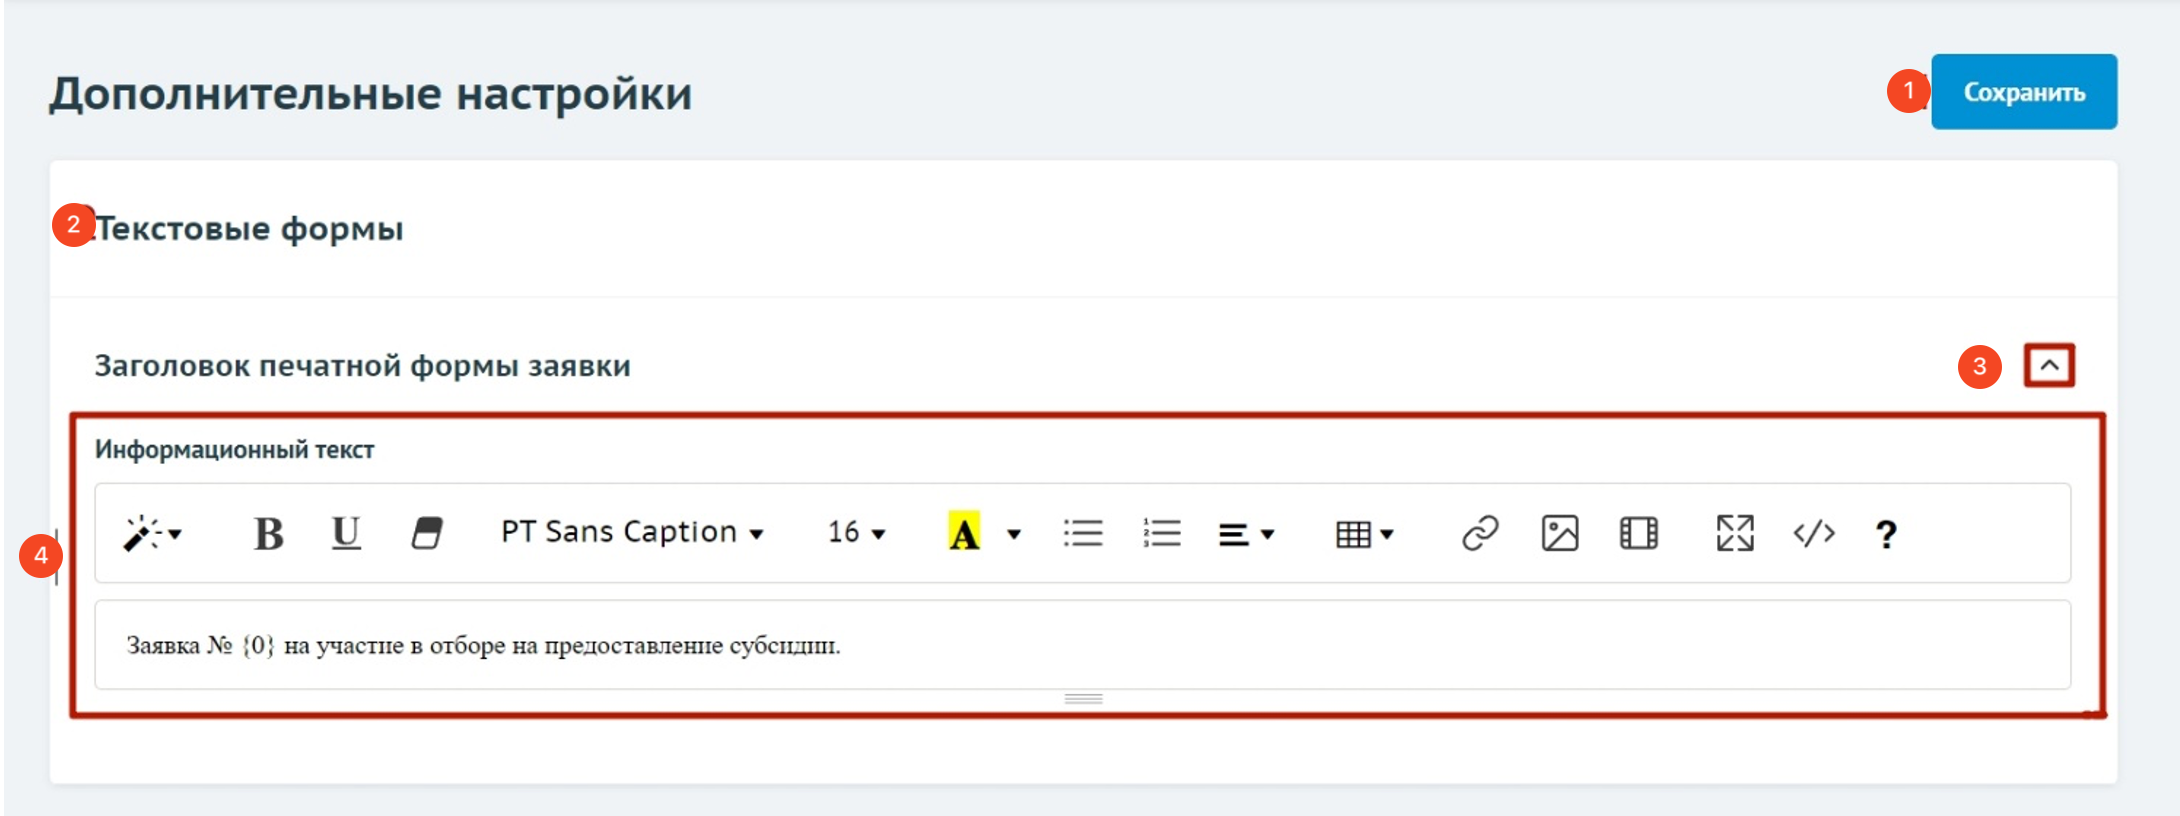 Дополнительные настройки
1 Сохранить
2 Текстовые формы
Заголовок печатной формы заявки
3
Информационный текст
B U PT Sans Caption 16 A ?
4
Заявка № {0} на участие в отборе на предоставление субсидии.